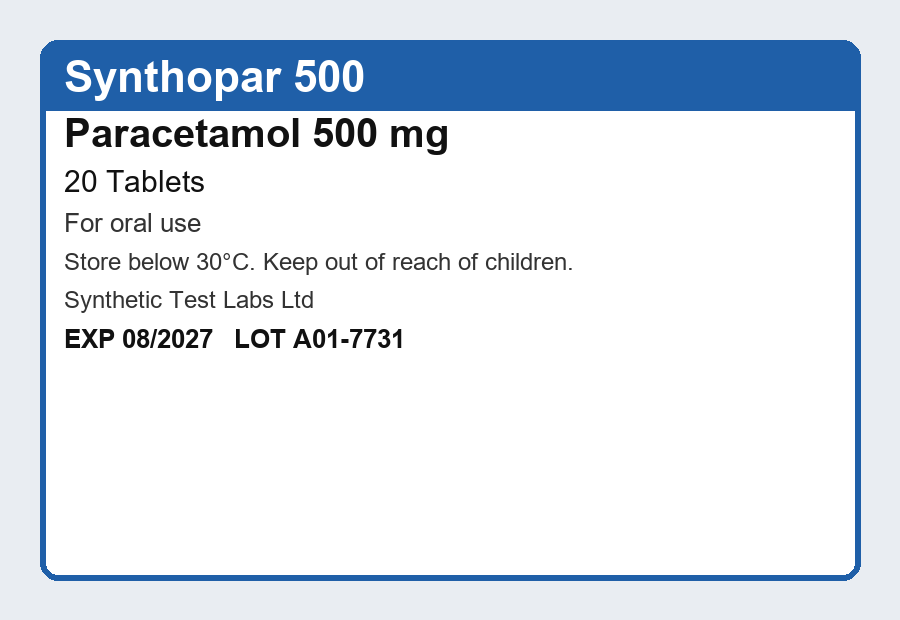 Synthopar 500
Paracetamol 500 mg
20 Tablets
For oral use
Store below 30°C. Keep out of reach of children.
Synthetic Test Labs Ltd
EXP 08/2027   LOT A01-7731